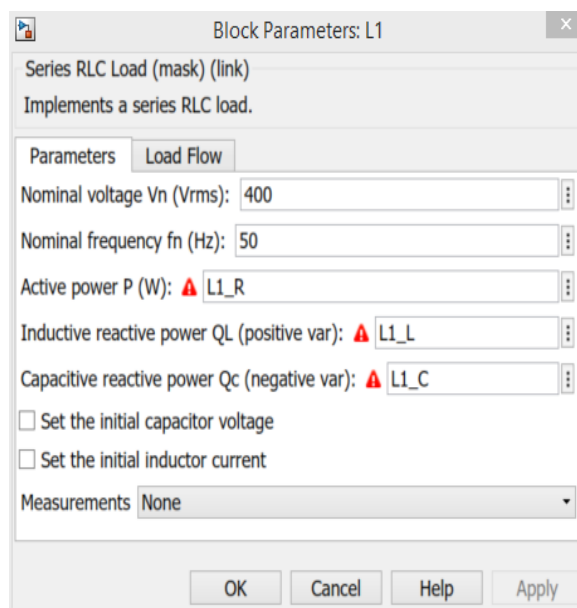 Block Parameters: L1
x
Series RLC Load (mask) (link)
Implements a series RLC load.
Parameters
Load Flow
Nominal voltage Vn (Vrms): 400
Nominal frequency fn (Hz): 50
Active power P (W): L1_R
Inductive reactive power QL (positive var): L1_L
Capacitive reactive power Qc (negative var): L1_C
Set the initial capacitor voltage
Set the initial inductor current
Measurements None
OK Cancel Help Apply